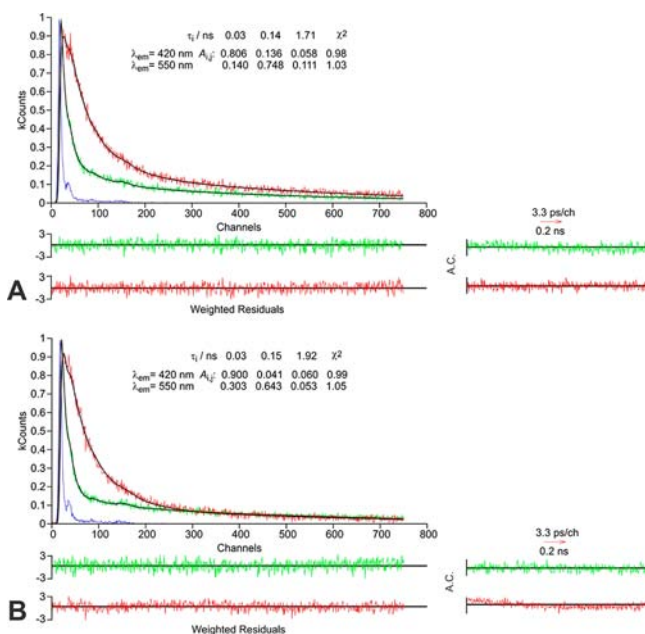 τi / ns 0.03 0.14 1.71 χ²
λem= 420 nm Ai,j: 0.806 0.136 0.058 0.98
λem= 550 nm 0.140 0.748 0.111 1.03
kCounts
1
0.9
0.8
0.7
0.6
0.5
0.4
0.3
0.2
0.1
0
0 100 200 300 400 500 600 700 800
Channels
3
-3
3
-3
Weighted Residuals
A
3.3 ps/ch
0.2 ns
A.C.
τi / ns 0.03 0.15 1.92 χ²
λem= 420 nm Ai,j: 0.900 0.041 0.060 0.99
λem= 550 nm 0.303 0.643 0.053 1.05
kCounts
1
0.9
0.8
0.7
0.6
0.5
0.4
0.3
0.2
0.1
0
0 100 200 300 400 500 600 700 800
Channels
3
-3
3
-3
Weighted Residuals
B
3.3 ps/ch
0.2 ns
A.C.